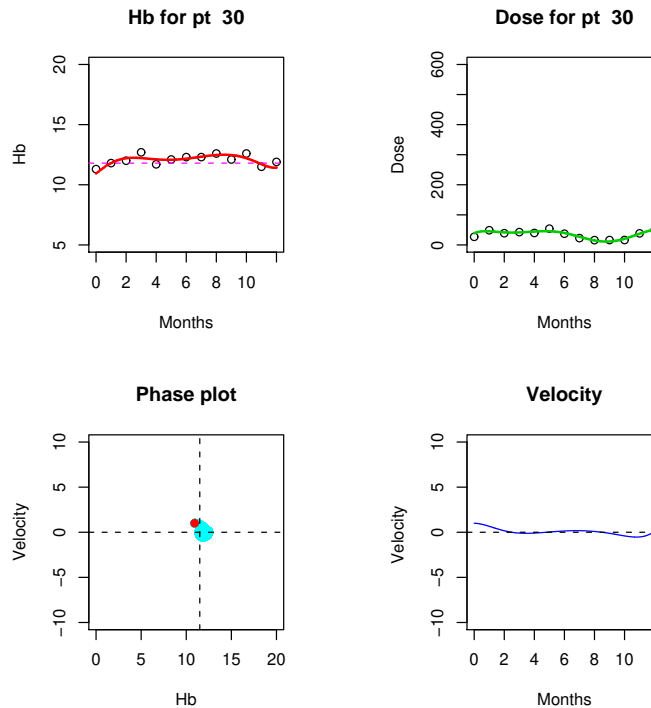 Hb for pt 30
20
15
10
5
Hb
0 2 4 6 8 10
Months
Dose for pt 30
600
400
200
0
Dose
0 2 4 6 8 10
Months
Phase plot
10
5
0
−5
−10
Velocity
0 5 10 15 20
Hb
Velocity
10
5
0
−5
−10
Velocity
0 2 4 6 8 10
Months